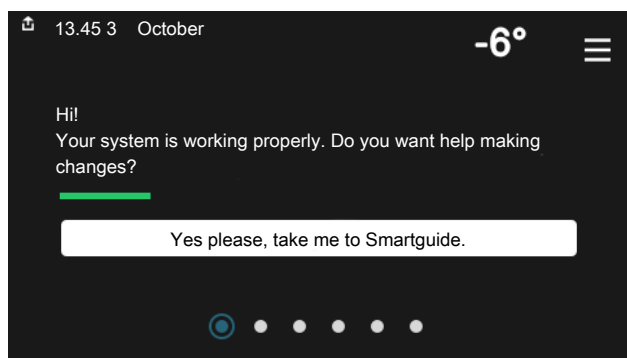 13.45 3 October
-6°
Hi!
Your system is working properly. Do you want help making
changes?
Yes please, take me to Smartguide.